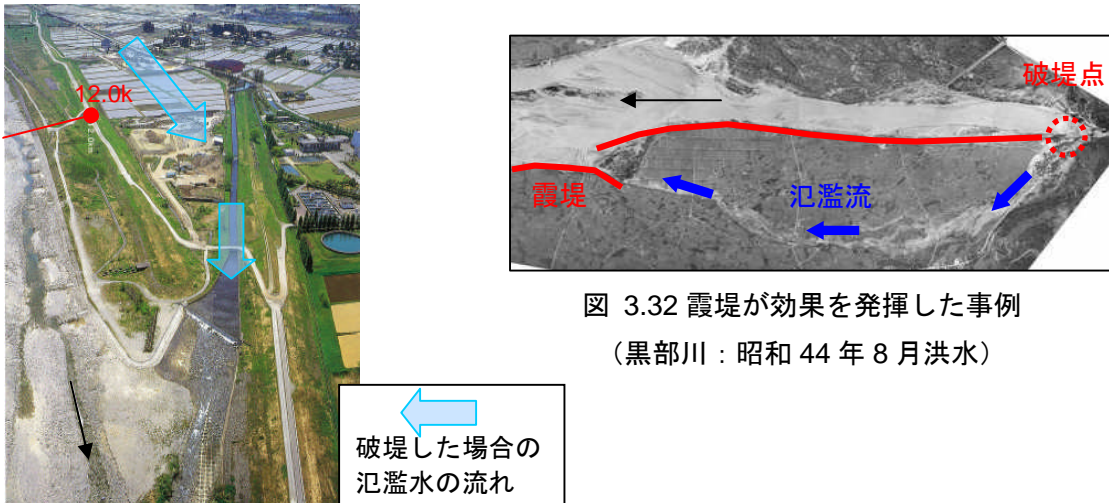 12.0k
破堤した場合の
氾濫水の流れ
破堤点
霞堤
氾濫流
図 3.32 霞堤が効果を発揮した事例
（黒部川：昭和 44 年 8 月洪水）